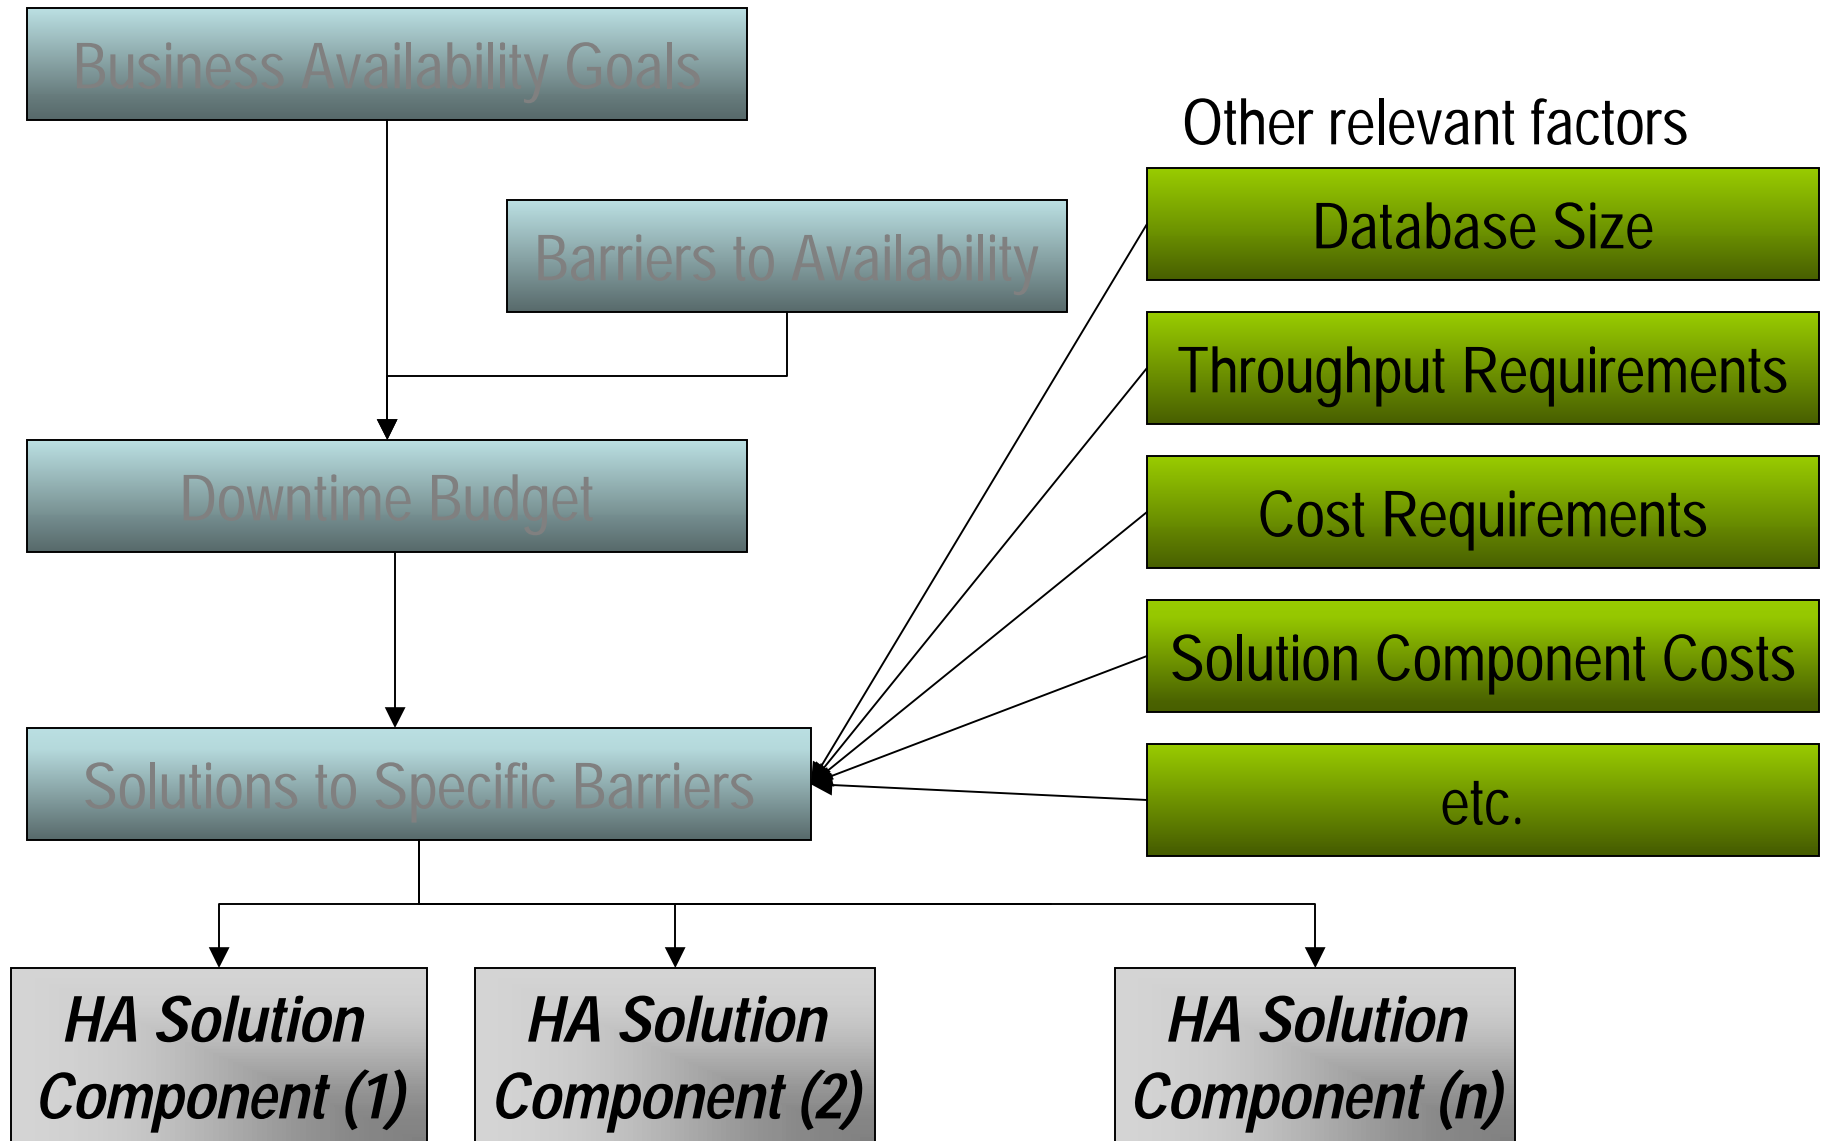 Business Availability Goals
Other relevant factors
Database Size
Barriers to Availability
Throughput Requirements
Downtime Budget
Cost Requirements
Solution Component Costs
Solutions to Specific Barriers
etc.
HA Solution
Component (1)
HA Solution
Component (2)
HA Solution
Component (n)